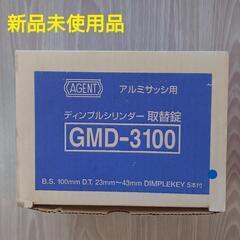 新品未使用品
AGENT
アルミサッシ用
ディンプルシリンダー 取替錠
GMD-3100
B.S. 100mm D.T. 23mm～43mm DIMPLEKEY 5本付